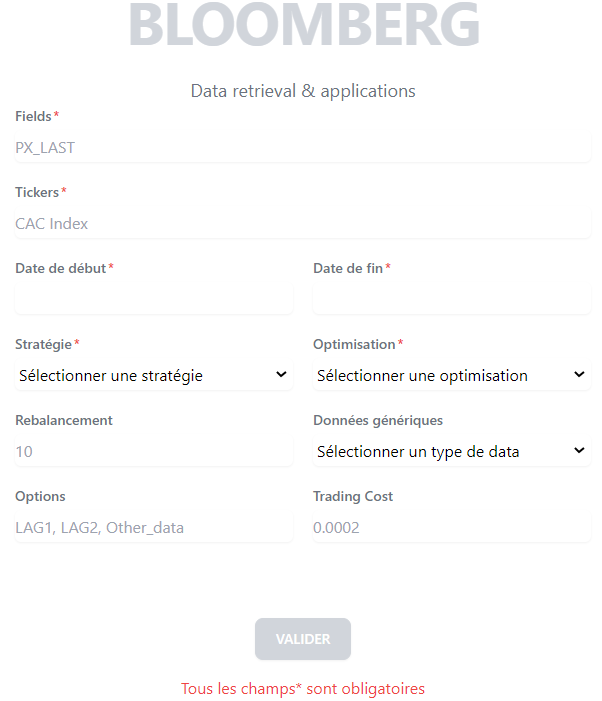 BLOOMBERG
Data retrieval & applications
Fields*
PX_LAST
Tickers*
CAC Index
Date de début* Date de fin*
Stratégie* Optimisation*
Sélectionner une stratégie Sélectionner une optimisation
Rebalancement Données génériques
10 Sélectionner un type de data
Options Trading Cost
LAG1, LAG2, Other_data 0.0002
VALIDER
Tous les champs* sont obligatoires